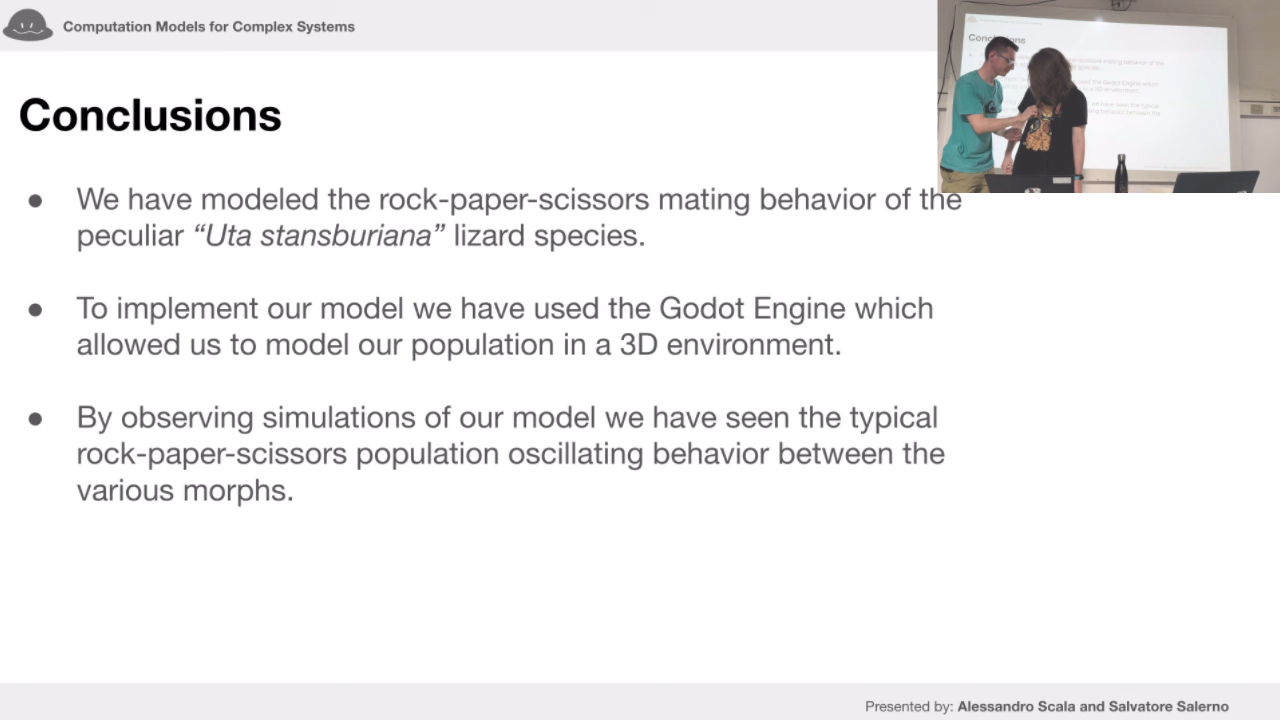 Computation Models for Complex Systems
Conclusions
● We have modeled the rock-paper-scissors mating behavior of the
peculiar “Uta stansburiana” lizard species.
● To implement our model we have used the Godot Engine which
allowed us to model our population in a 3D environment.
● By observing simulations of our model we have seen the typical
rock-paper-scissors population oscillating behavior between the
various morphs.
Presented by: Alessandro Scala and Salvatore Salerno